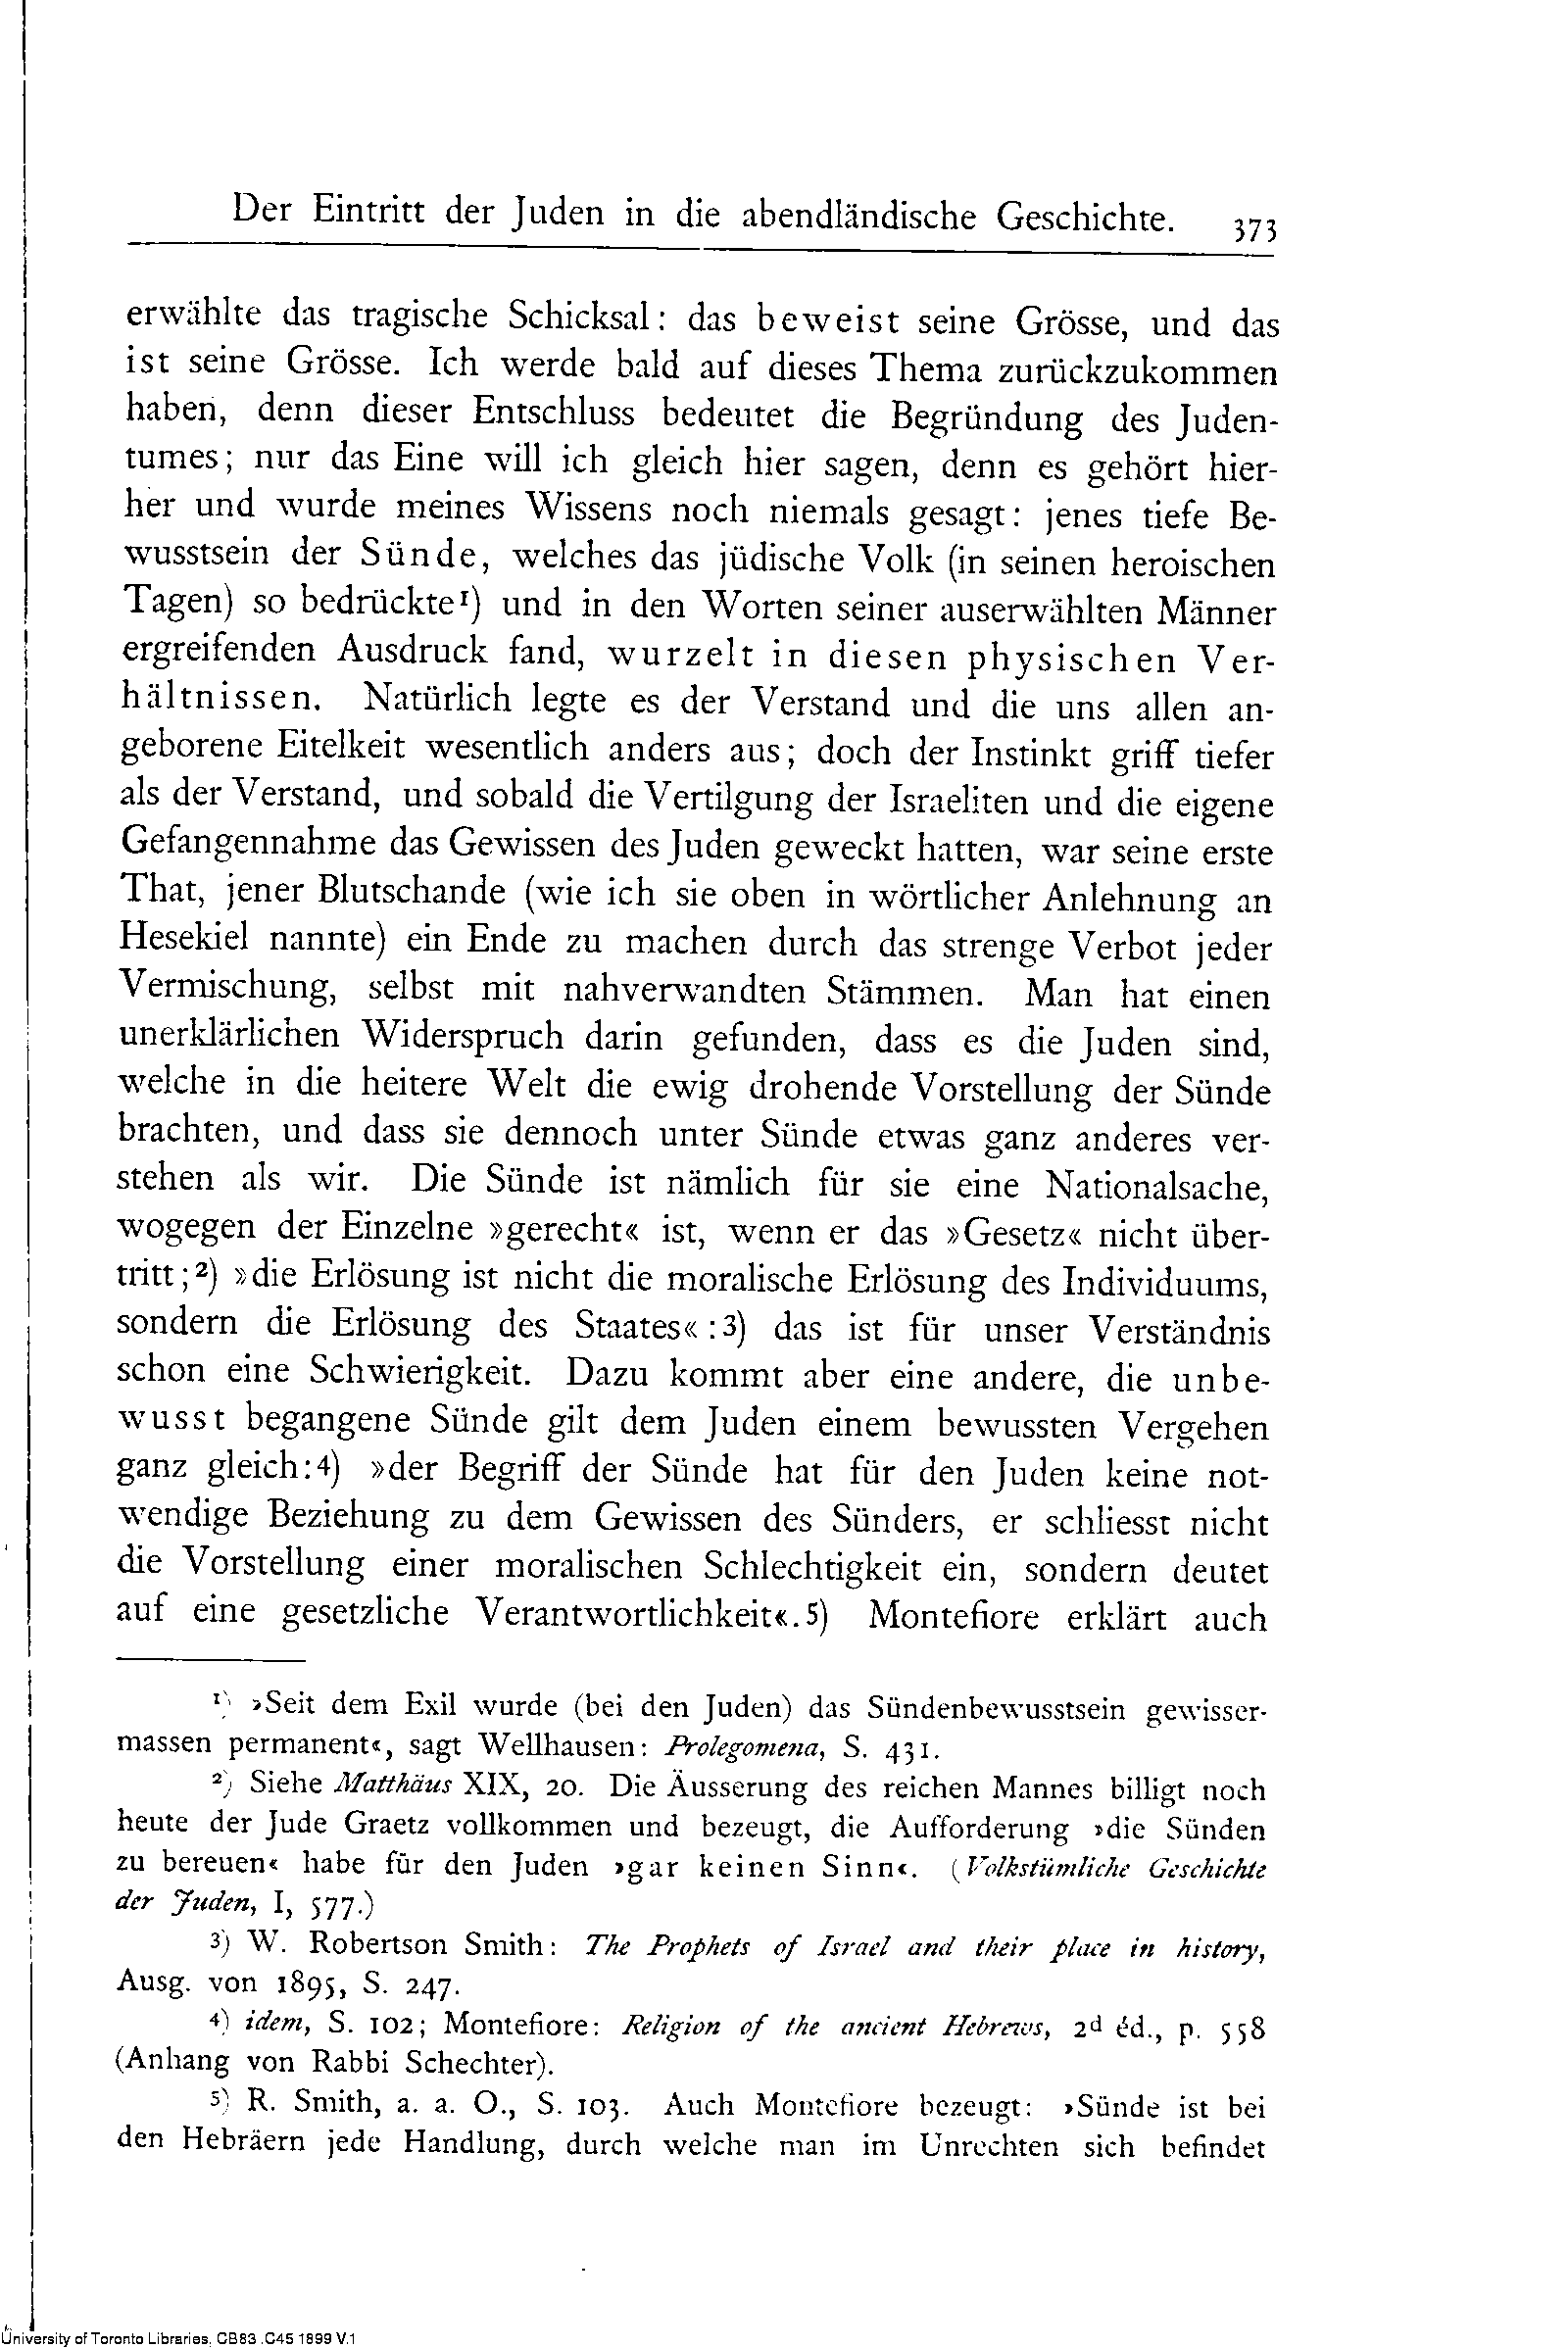 Der Eintritt der Juden in die abendländische Geschichte. 373
erwählte das tragische Schicksal: das beweist seine Grösse, und das
ist seine Grösse. Ich werde bald auf dieses Thema zurückzukommen
haben, denn dieser Entschluss bedeutet die Begründung des Juden-
tumes; nur das Eine will ich gleich hier sagen, denn es gehört hier-
her und wurde meines Wissens noch niemals gesagt: jenes tiefe Be-
wusstsein der Sünde, welches das jüdische Volk (in seinen heroischen
Tagen) so bedrückte¹) und in den Worten seiner auserwählten Männer
ergreifenden Ausdruck fand, wurzelt in diesen physischen Ver-
hältnissen. Natürlich legte es der Verstand und die uns allen an-
geborene Eitelkeit wesentlich anders aus; doch der Instinkt griff tiefer
als der Verstand, und sobald die Vertilgung der Israeliten und die eigene
Gefangennahme das Gewissen des Juden geweckt hatten, war seine erste
That, jener Blutschande (wie ich sie oben in wörtlicher Anlehnung an
Hesekiel nannte) ein Ende zu machen durch das strenge Verbot jeder
Vermischung, selbst mit nahverwandten Stämmen. Man hat einen
unerklärlichen Widerspruch darin gefunden, dass es die Juden sind,
welche in die heitere Welt die ewig drohende Vorstellung der Sünde
brachten, und dass sie dennoch unter Sünde etwas ganz anderes ver-
stehen als wir. Die Sünde ist nämlich für sie eine Nationalsache,
wogegen der Einzelne »gerecht« ist, wenn er das »Gesetz« nicht über-
tritt;²) »die Erlösung ist nicht die moralische Erlösung des Individuums,
sondern die Erlösung des Staates«:³) das ist für unser Verständnis
schon eine Schwierigkeit. Dazu kommt aber eine andere, die unbe-
wusst begangene Sünde gilt dem Juden einem bewussten Vergehen
ganz gleich:⁴) »der Begriff der Sünde hat für den Juden keine not-
wendige Beziehung zu dem Gewissen des Sünders, er schliesst nicht
die Vorstellung einer moralischen Schlechtigkeit ein, sondern deutet
auf eine gesetzliche Verantwortlichkeit«.⁵) Montefiore erklärt auch
¹) ›Seit dem Exil wurde (bei den Juden) das Sündenbewusstsein gewisser-
massen permanent‹, sagt Wellhausen: Prolegomena, S. 431.
²) Siehe Matthäus XIX, 20. Die Äusserung des reichen Mannes billigt noch
heute der Jude Graetz vollkommen und bezeugt, die Aufforderung ›die Sünden
zu bereuen‹ habe für den Juden ›gar keinen Sinn‹. (Volkstümliche Geschichte
der Juden, I, 577.)
³) W. Robertson Smith: The Prophets of Israel and their place in history,
Ausg. von 1895, S. 247.
⁴) idem, S. 102; Montefiore: Religion of the ancient Hebrews, 2d éd., p. 558
(Anhang von Rabbi Schechter).
⁵) R. Smith, a. a. O., S. 103. Auch Montefiore bezeugt: ›Sünde ist bei
den Hebräern jede Handlung, durch welche man im Unrechten sich befindet
University of Toronto Libraries, CB83 .C45 1899 V.1